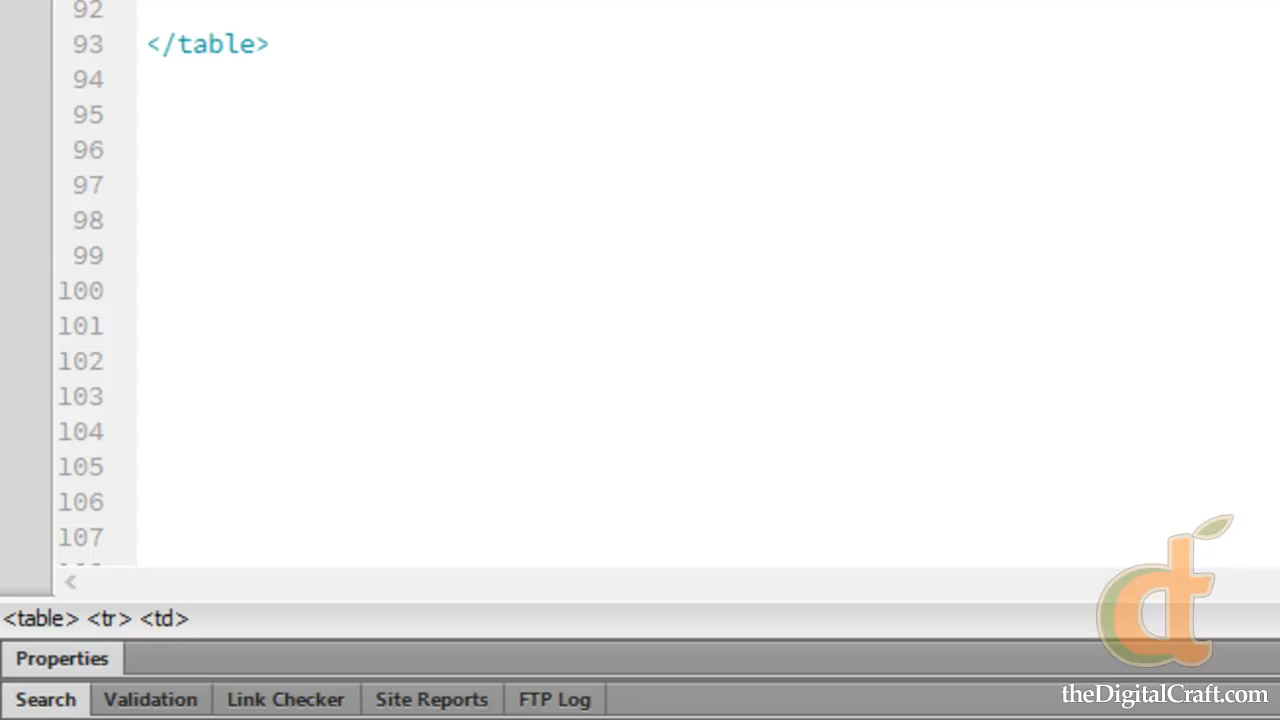 92
93 </table>
94
95
96
97
98
99
100
101
102
103
104
105
106
107
<
<table> <tr> <td>
Properties
Search Validation Link Checker Site Reports FTP Log
dt
theDigitalCraft.com